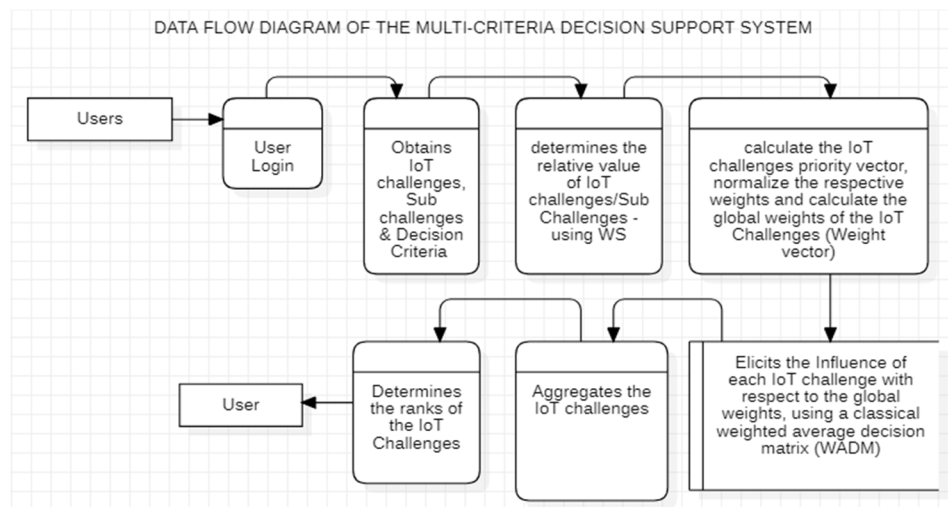 DATA FLOW DIAGRAM OF THE MULTI-CRITERIA DECISION SUPPORT SYSTEM
Users
User
Login
Obtains
IoT
challenges,
Sub
challenges
& Decision
Criteria
determines the
relative value
of IoT
challenges/Sub
Challenges -
using WS
calculate the IoT
challenges priority vector,
normalize the respective
weights and calculate the
global weights of the IoT
Challenges (Weight
vector)
Elicits the Influence of
each IoT challenge with
respect to the global
weights, using a classical
weighted average decision
matrix (WADM)
Aggregates the
IoT challenges
Determines
the ranks of
the IoT
Challenges
User